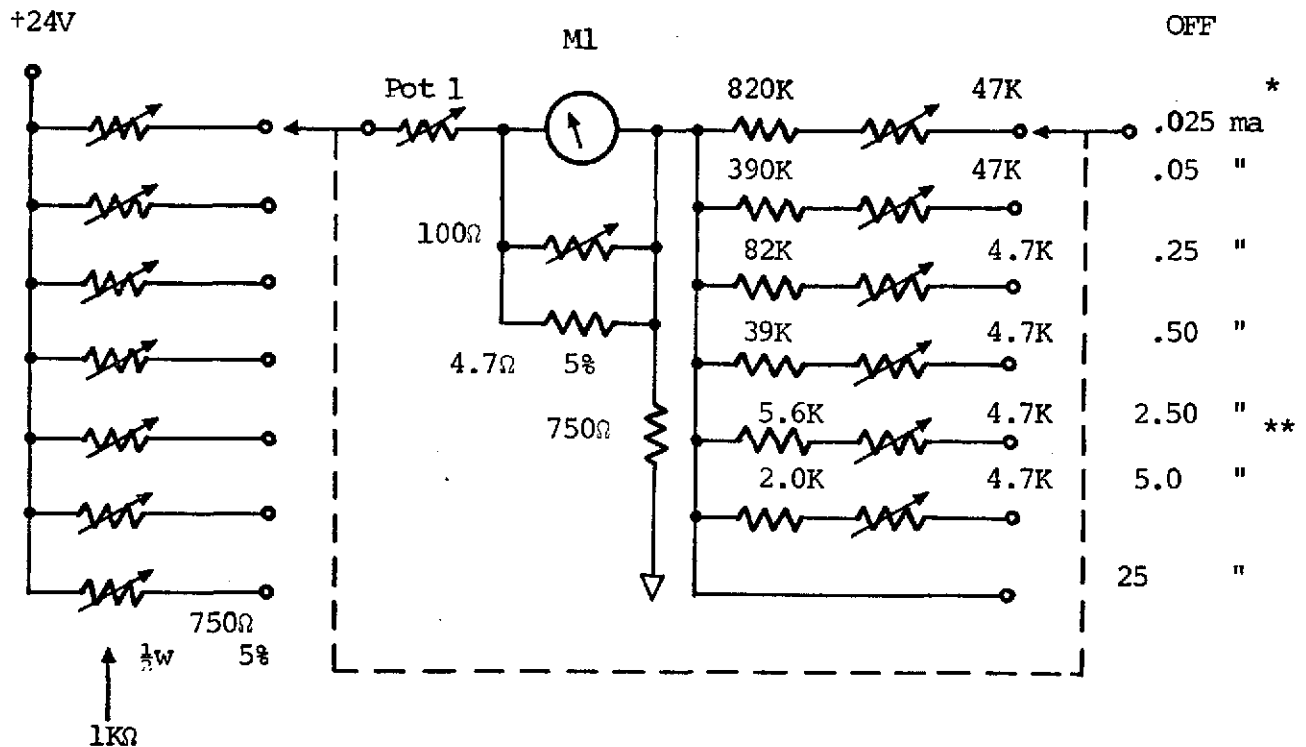 +24V
OFF
M1
Pot 1
820K
47K
*
.025 ma
390K
47K
.05 "
100Ω
82K
4.7K
.25 "
39K
4.7K
.50 "
4.7Ω 5%
750Ω
5.6K
4.7K
2.50 "
**
2.0K
4.7K
5.0 "
25 "
750Ω
½w 5%
1KΩ